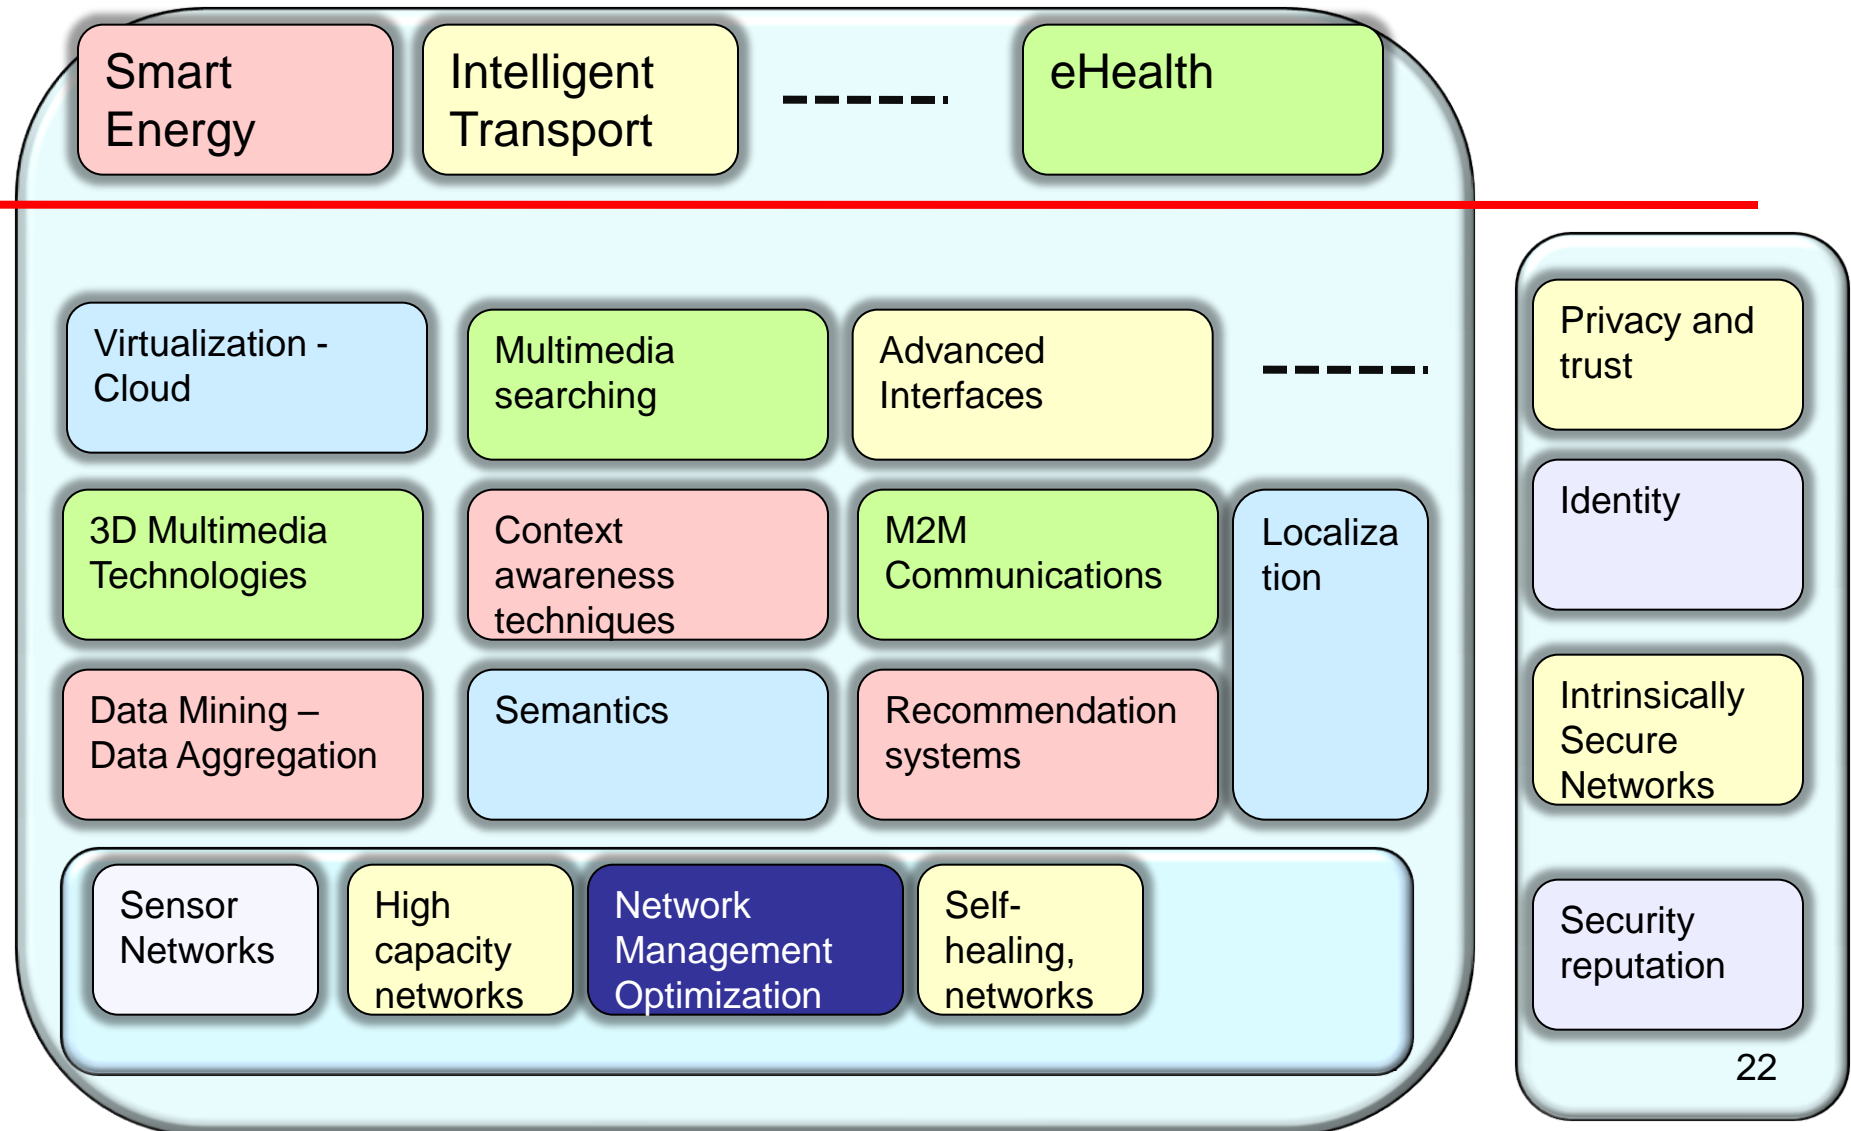 Smart
Energy
Intelligent
Transport
eHealth
Virtualization -
Cloud
Multimedia
searching
Advanced
Interfaces
3D Multimedia
Technologies
Context
awareness
techniques
M2M
Communications
Localiza
tion
Data Mining –
Data Aggregation
Semantics
Recommendation
systems
Sensor
Networks
High
capacity
networks
Network
Management
Optimization
Self-
healing,
networks
Privacy and
trust
Identity
Intrinsically
Secure
Networks
Security
reputation
22